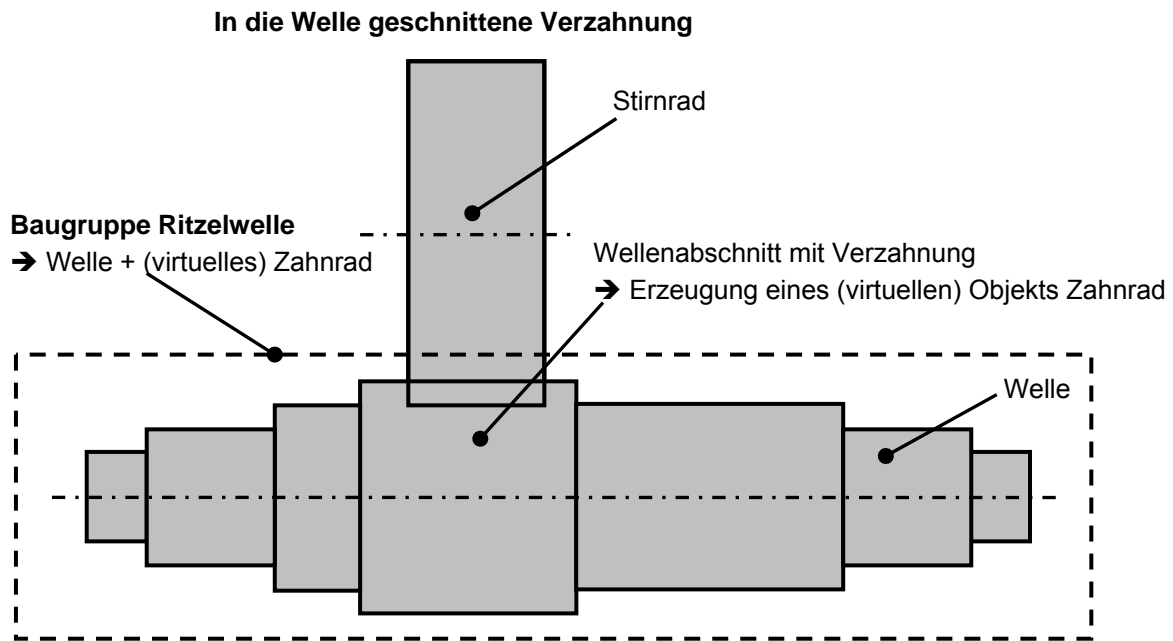 In die Welle geschnittene Verzahnung
Stirnrad
Baugruppe Ritzelwelle
➔ Welle + (virtuelles) Zahnrad
Wellenabschnitt mit Verzahnung
➔ Erzeugung eines (virtuellen) Objekts Zahnrad
Welle